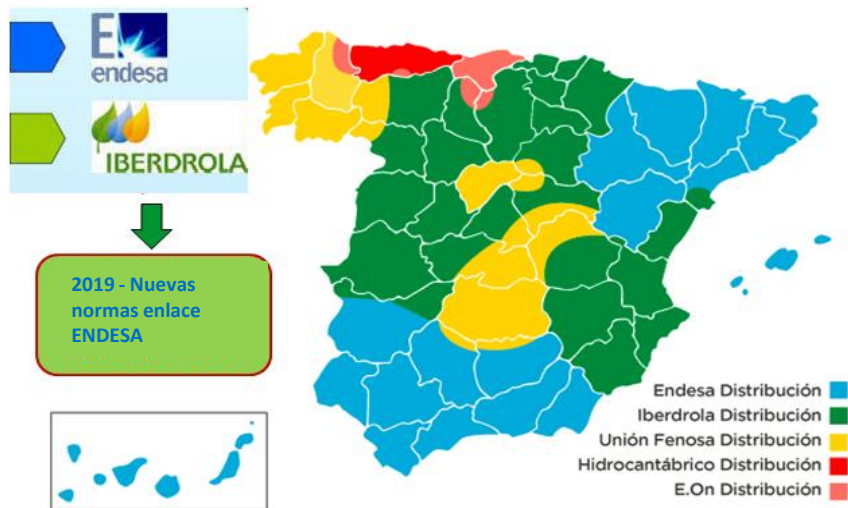 E
endesa
IBERDROLA
2019 - Nuevas
normas enlace
ENDESA
Endesa Distribución
Iberdrola Distribución
Unión Fenosa Distribución
Hidrocantábrico Distribución
E.On Distribución